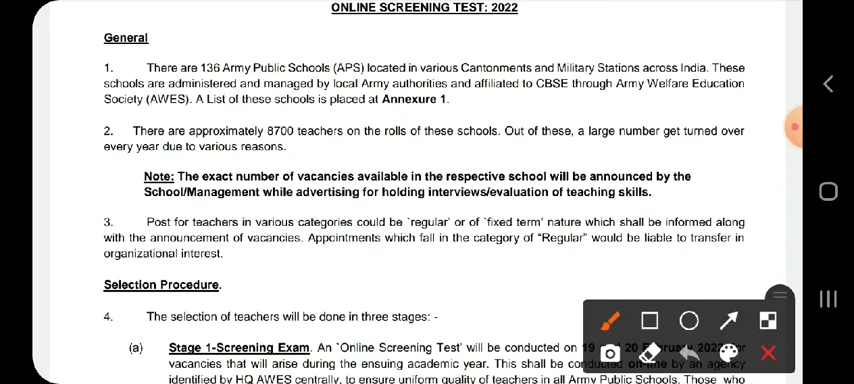 ONLINE SCREENING TEST: 2022
General
1. There are 136 Army Public Schools (APS) located in various Cantonments and Military Stations across India. These
schools are administered and managed by local Army authorities and affiliated to CBSE through Army Welfare Education
Society (AWES). A List of these schools is placed at Annexure 1.
2. There are approximately 8700 teachers on the rolls of these schools. Out of these, a large number get turned over
every year due to various reasons.
Note: The exact number of vacancies available in the respective school will be announced by the
School/Management while advertising for holding interviews/evaluation of teaching skills.
3. Post for teachers in various categories could be `regular' or of `fixed term' nature which shall be informed along
with the announcement of vacancies. Appointments which fall in the category of "Regular" would be liable to transfer in
organizational interest.
Selection Procedure.
4. The selection of teachers will be done in three stages: -
(a) Stage 1-Screening Exam. An `Online Screening Test' will be conducted on 19 20 February 2022
vacancies that will arise during the ensuing academic year. This shall be conducted on-line by an agency
identified by HQ AWES centrally, to ensure uniform quality of teachers in all Army Public Schools. Those who